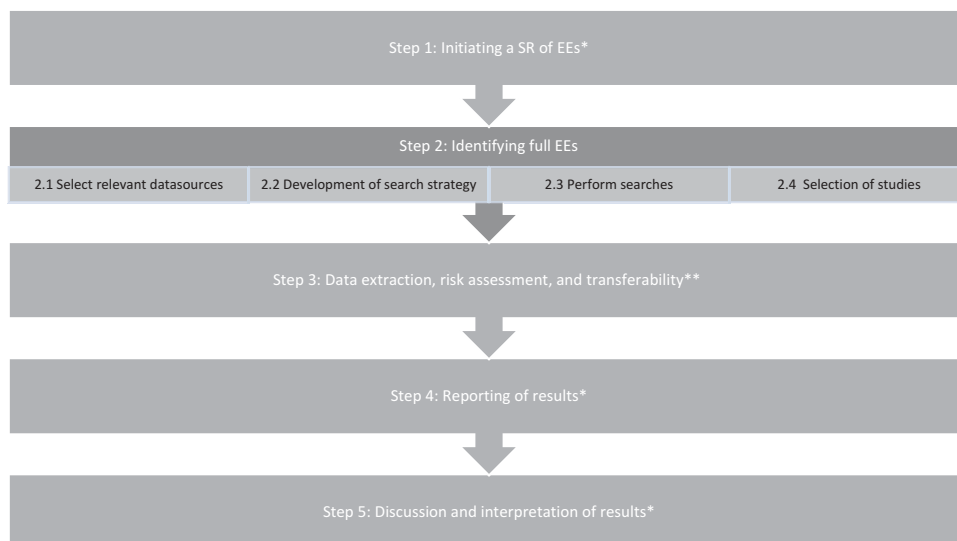 Step 1: Initiating a SR of EEs*
Step 2: Identifying full EEs
2.1 Select relevant datasources
2.2 Development of search strategy
2.3 Perform searches
2.4 Selection of studies
Step 3: Data extraction, risk assessment, and transferability**
Step 4: Reporting of results*
Step 5: Discussion and interpretation of results*